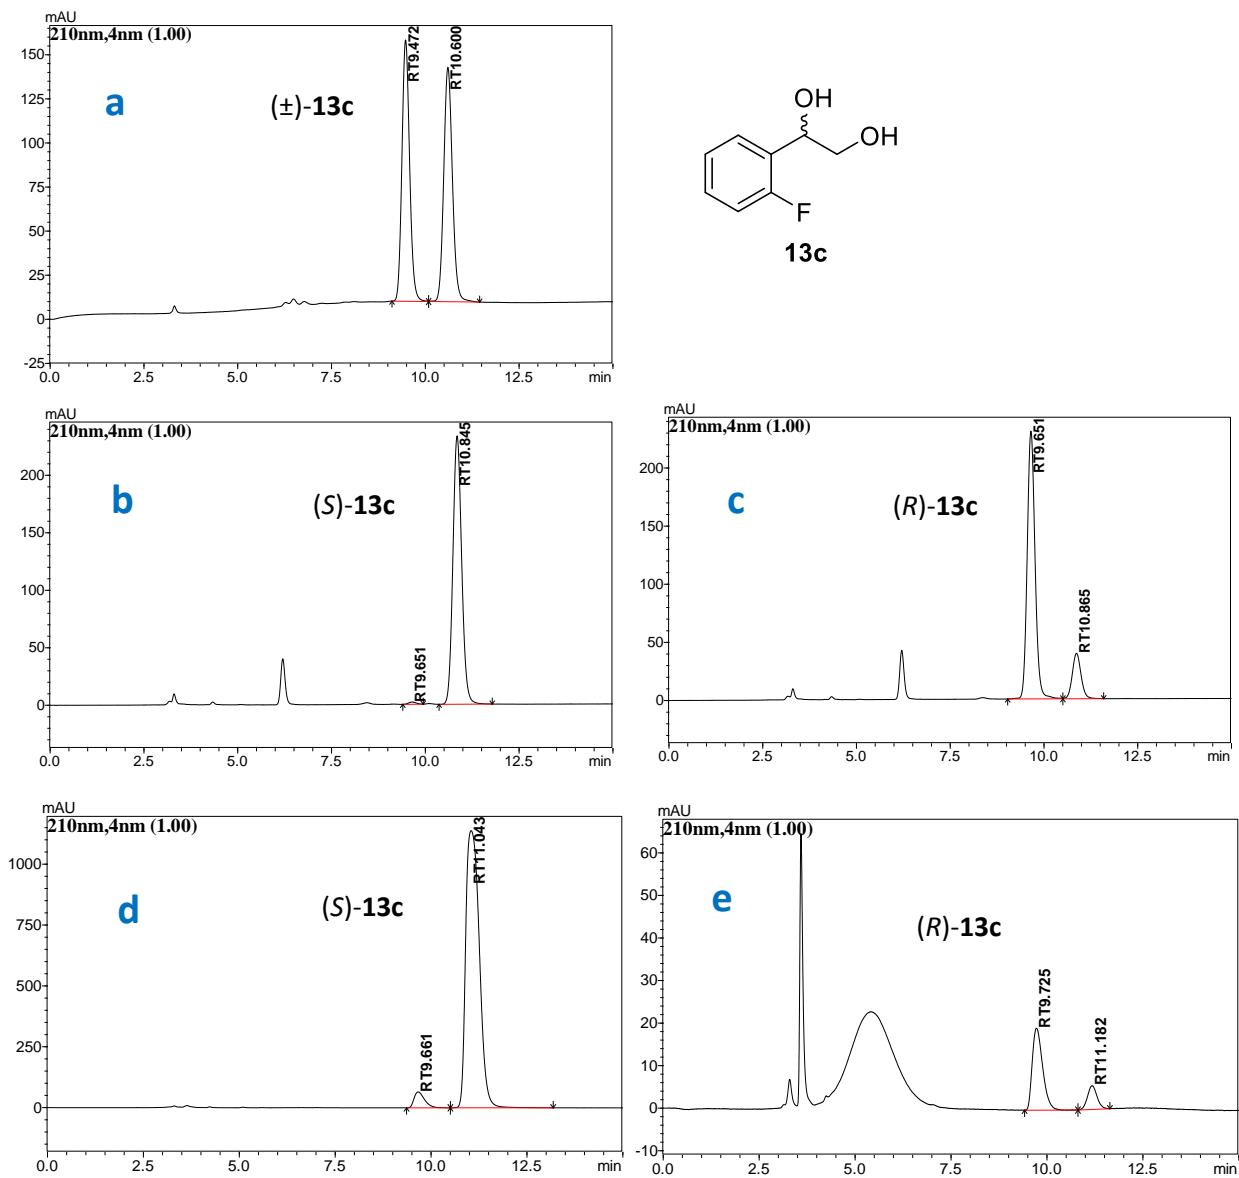 mAU
210nm,4nm (1.00)
RT9.472
RT10.600
a
(±)-13c
150
125
100
75
50
25
0
-25
0.0 2.5 5.0 7.5 10.0 12.5 min
OH
OH
F
13c
mAU
210nm,4nm (1.00)
RT9.651
RT10.845
b
(S)-13c
200
150
100
50
0
0.0 2.5 5.0 7.5 10.0 12.5 min
mAU
210nm,4nm (1.00)
RT9.651
RT10.865
c
(R)-13c
200
150
100
50
0
0.0 2.5 5.0 7.5 10.0 12.5 min
mAU
210nm,4nm (1.00)
RT9.661
RT11.043
d
(S)-13c
1000
750
500
250
0
0.0 2.5 5.0 7.5 10.0 12.5 min
mAU
210nm,4nm (1.00)
RT9.725
RT11.182
e
(R)-13c
60
50
40
30
20
10
0
-10
0.0 2.5 5.0 7.5 10.0 12.5 min